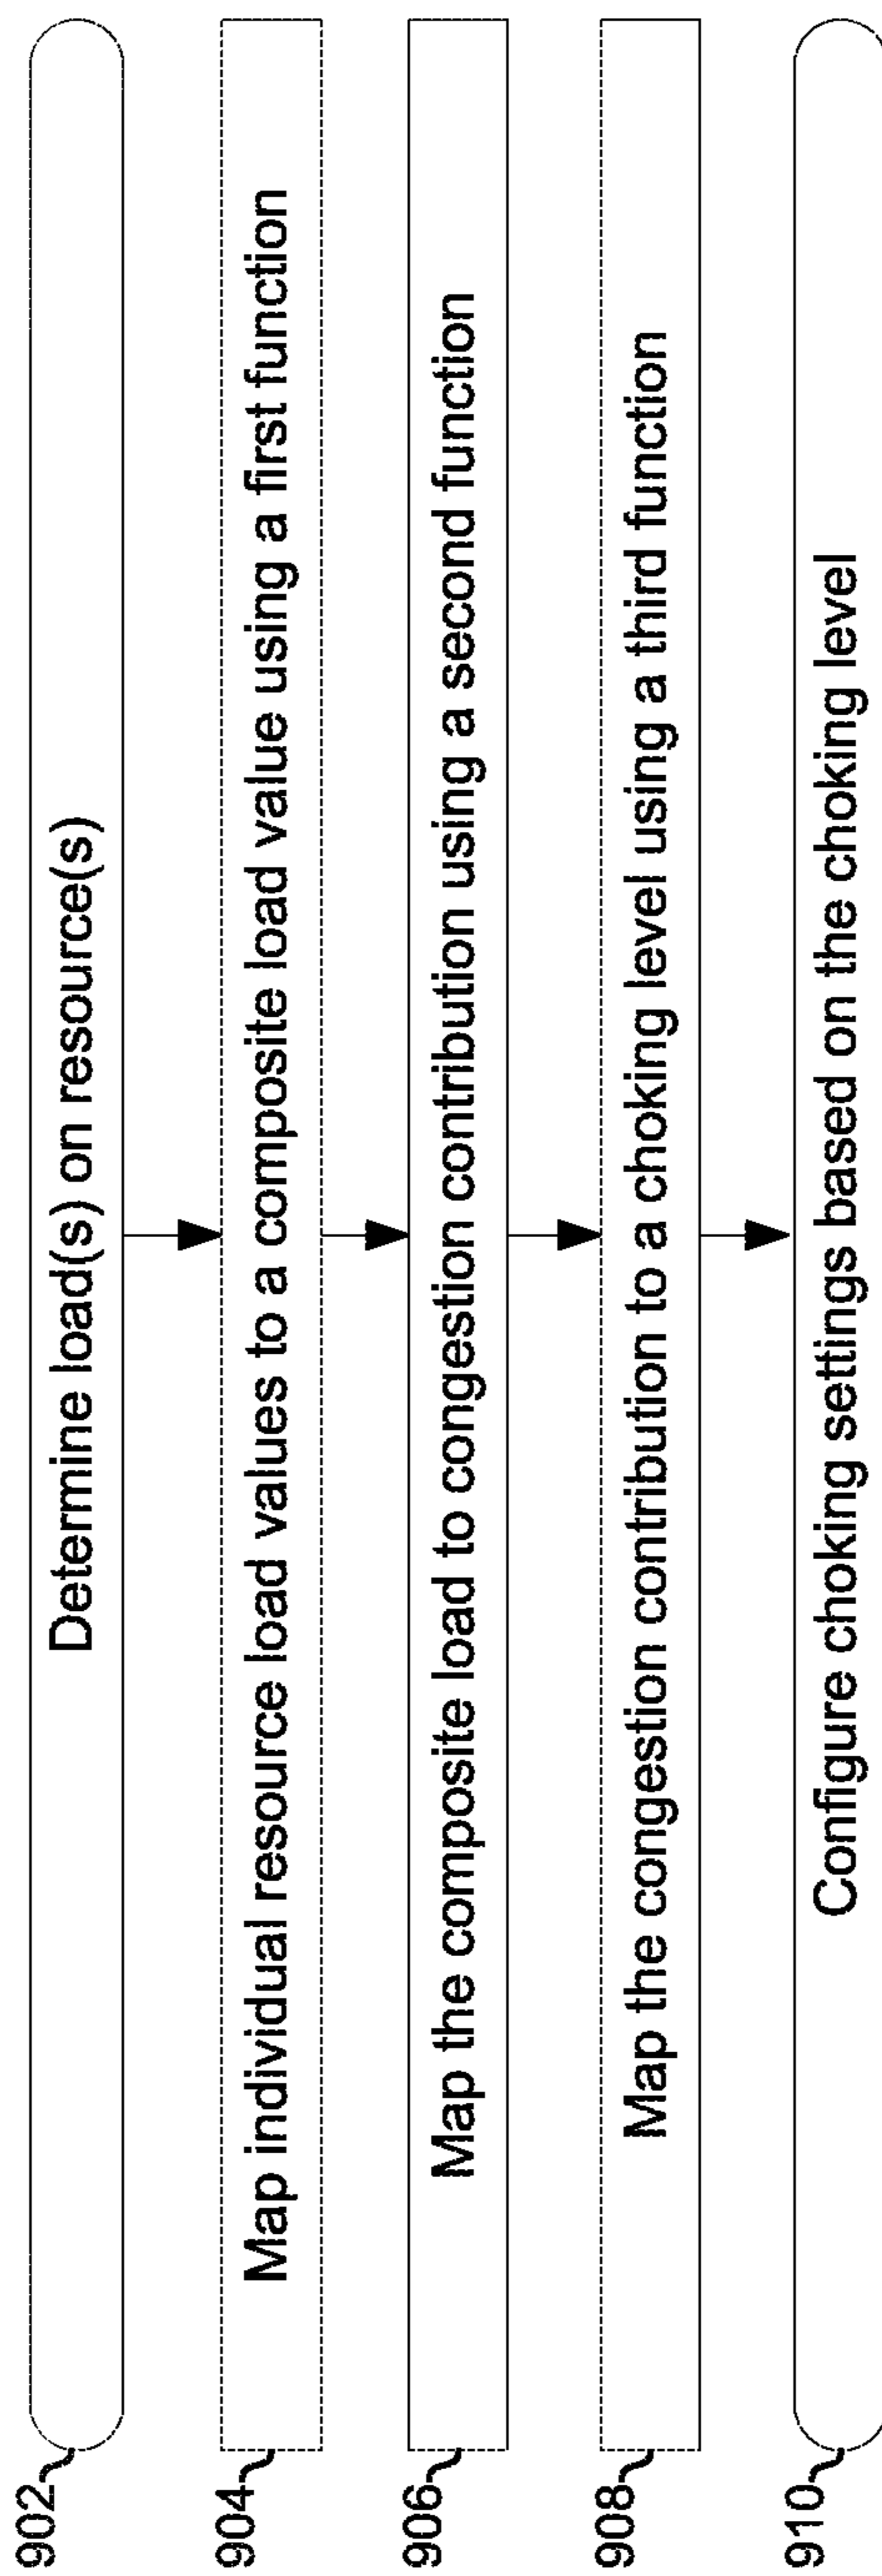 902
Determine load(s) on resource(s)
904
Map individual resource load values to a composite load value using a first function
906
Map the composite load to congestion contribution using a second function
908
Map the congestion contribution to a choking level using a third function
910
Configure choking settings based on the choking level